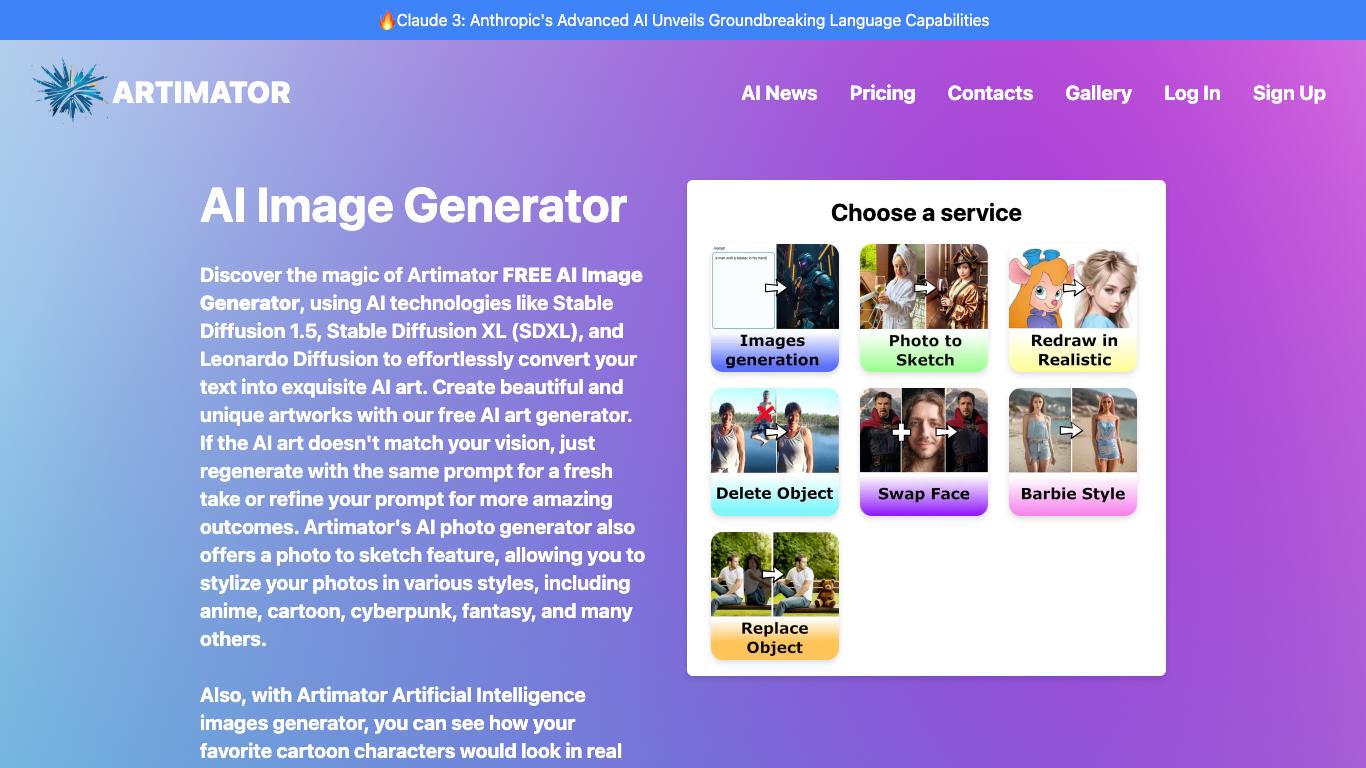 🔥Claude 3: Anthropic's Advanced AI Unveils Groundbreaking Language Capabilities
ARTIMATOR
AI News
Pricing
Contacts
Gallery
Log In
Sign Up
AI Image Generator
Discover the magic of Artimator FREE AI Image
Generator, using AI technologies like Stable
Diffusion 1.5, Stable Diffusion XL (SDXL), and
Leonardo Diffusion to effortlessly convert your
text into exquisite AI art. Create beautiful and
unique artworks with our free AI art generator.
If the AI art doesn't match your vision, just
regenerate with the same prompt for a fresh
take or refine your prompt for more amazing
outcomes. Artimator's AI photo generator also
offers a photo to sketch feature, allowing you to
stylize your photos in various styles, including
anime, cartoon, cyberpunk, fantasy, and many
others.
Also, with Artimator Artificial Intelligence
images generator, you can see how your
favorite cartoon characters would look in real
Choose a service
Images
generation
Photo to
Sketch
Redraw in
Realistic
Delete Object
Swap Face
Barbie Style
Replace
Object